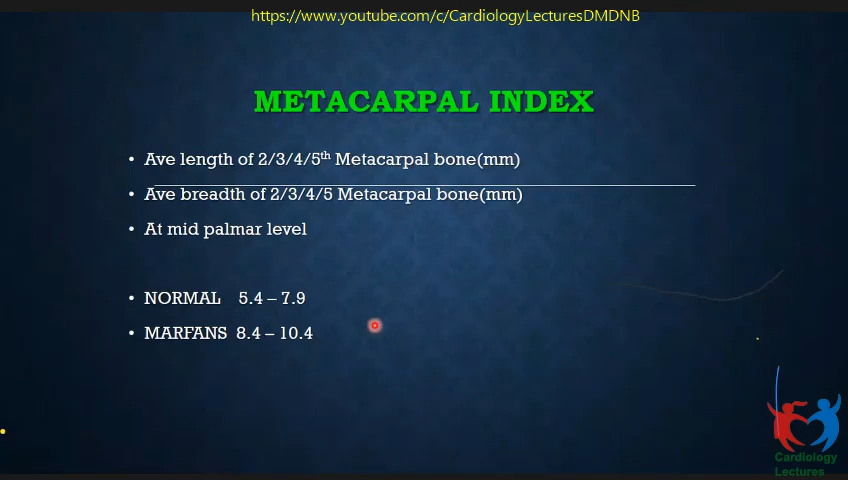 https://www.youtube.com/c/CardiologyLecturesDMDNB
METACARPAL INDEX
• Ave length of 2/3/4/5th Metacarpal bone(mm)
• Ave breadth of 2/3/4/5 Metacarpal bone(mm)
• At mid palmar level
• NORMAL 5.4 – 7.9
• MARFANS 8.4 – 10.4
Cardiology
Lectures